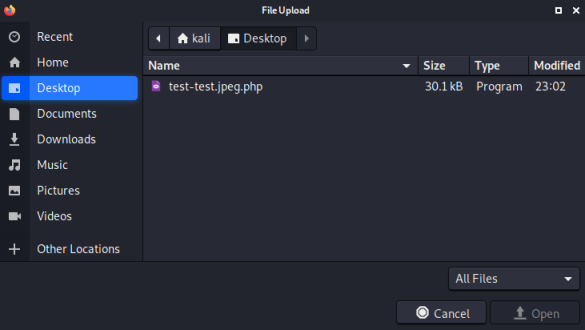 File Upload
Recent
Home
Desktop
Documents
Downloads
Music
Pictures
Videos
Other Locations
kali Desktop
Name Size Type Modified
test-test.jpeg.php 30.1 kB Program 23:02
All Files
Cancel Open